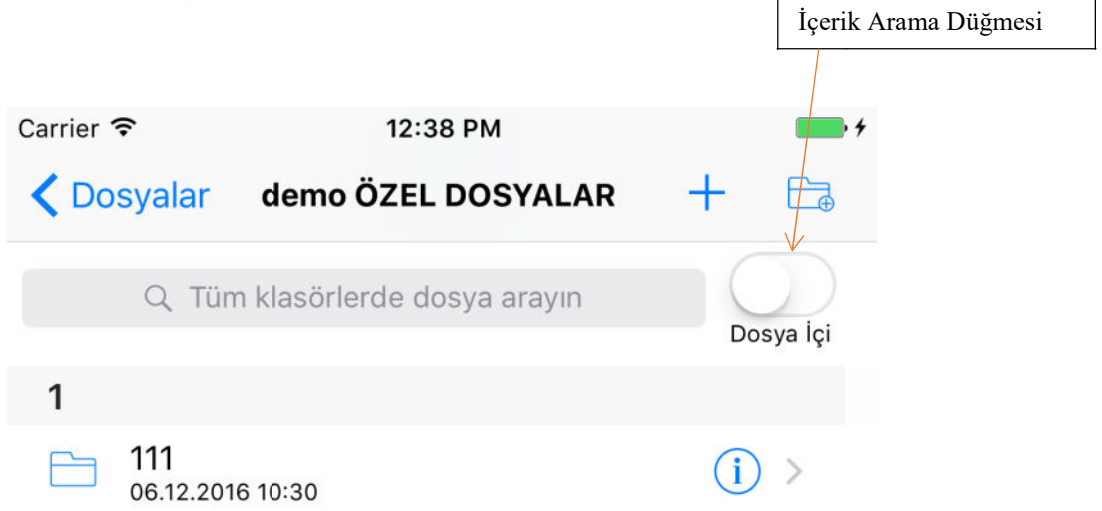 İçerik Arama Düğmesi
Carrier 12:38 PM
Dosyalar demo ÖZEL DOSYALAR
Tüm klasörlerde dosya arayın
Dosya İçi
1
111
06.12.2016 10:30